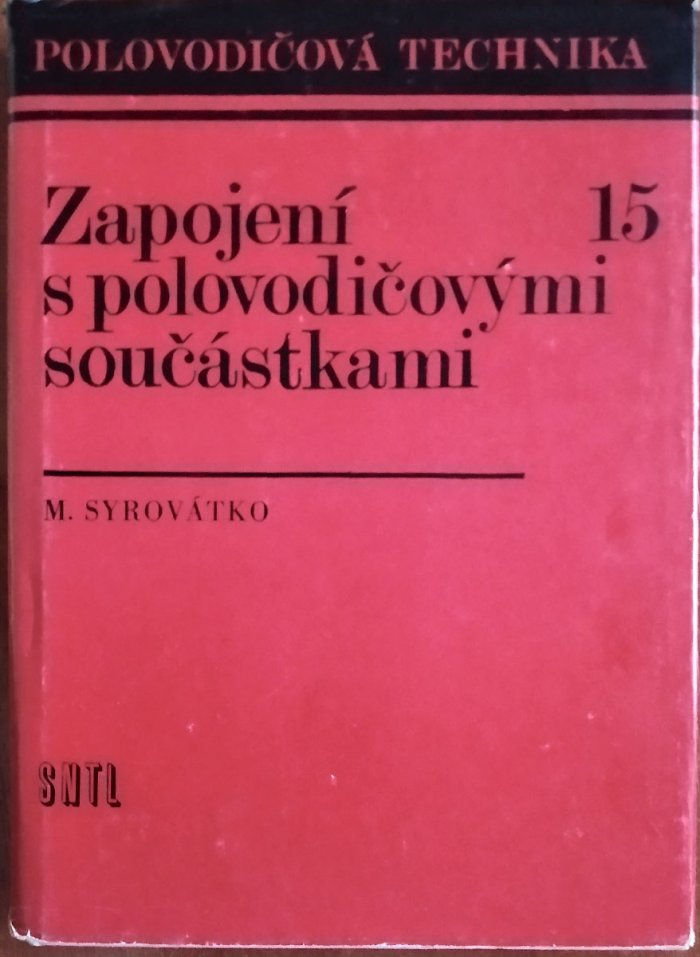 POLOVODIČOVÁ TECHNIKA
Zapojení 15
s polovodičovými
součástkami
M. SYROVÁTKO
SNTL